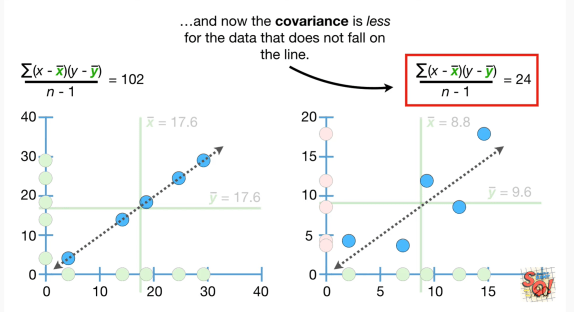 …and now the covariance is less
for the data that does not fall on
the line.
∑(x - x̄)(y - ȳ)
n - 1
= 102
∑(x - x̄)(y - ȳ)
n - 1
= 24
40
30
20
10
0
0 10 20 30 40
x̄ = 17.6
ȳ = 17.6
20
15
10
5
0
0 5 10 15
x̄ = 8.8
ȳ = 9.6